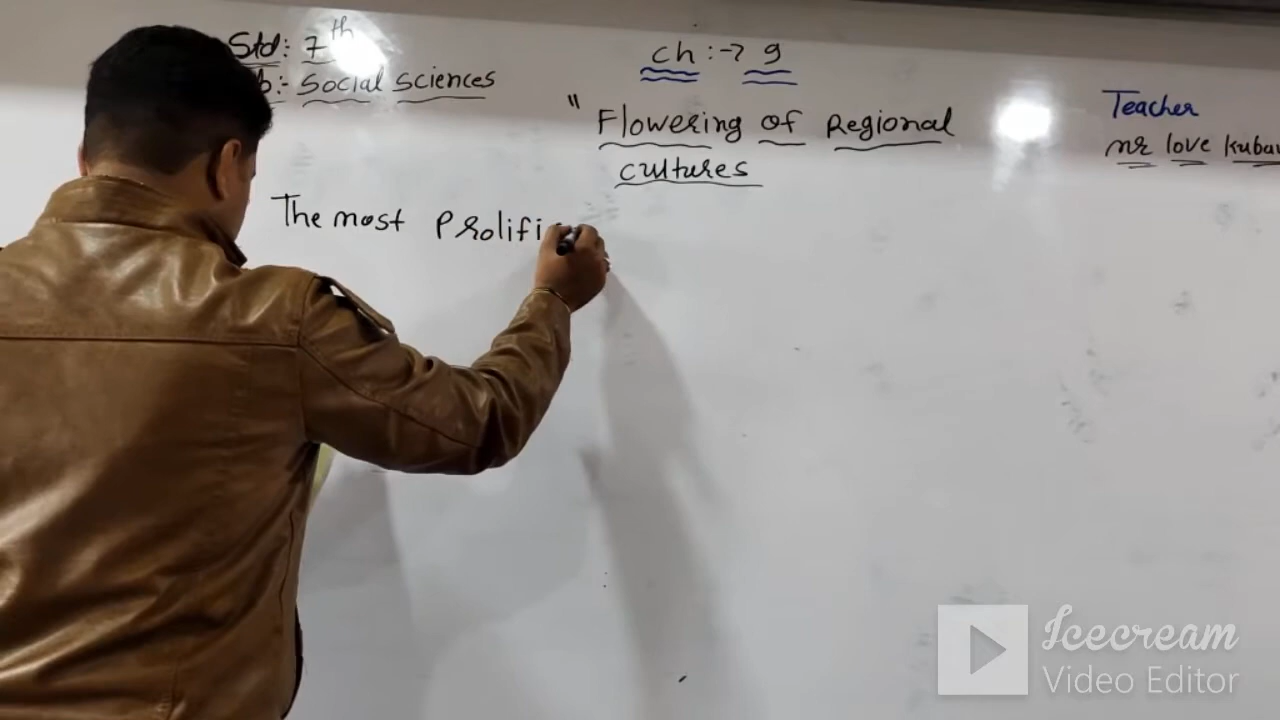 Std: 7th
b:- Social Sciences
ch :→ 9
" Flowering of Regional
cultures
Teacher
mr love
The most Prolifi
Icecream
Video Editor